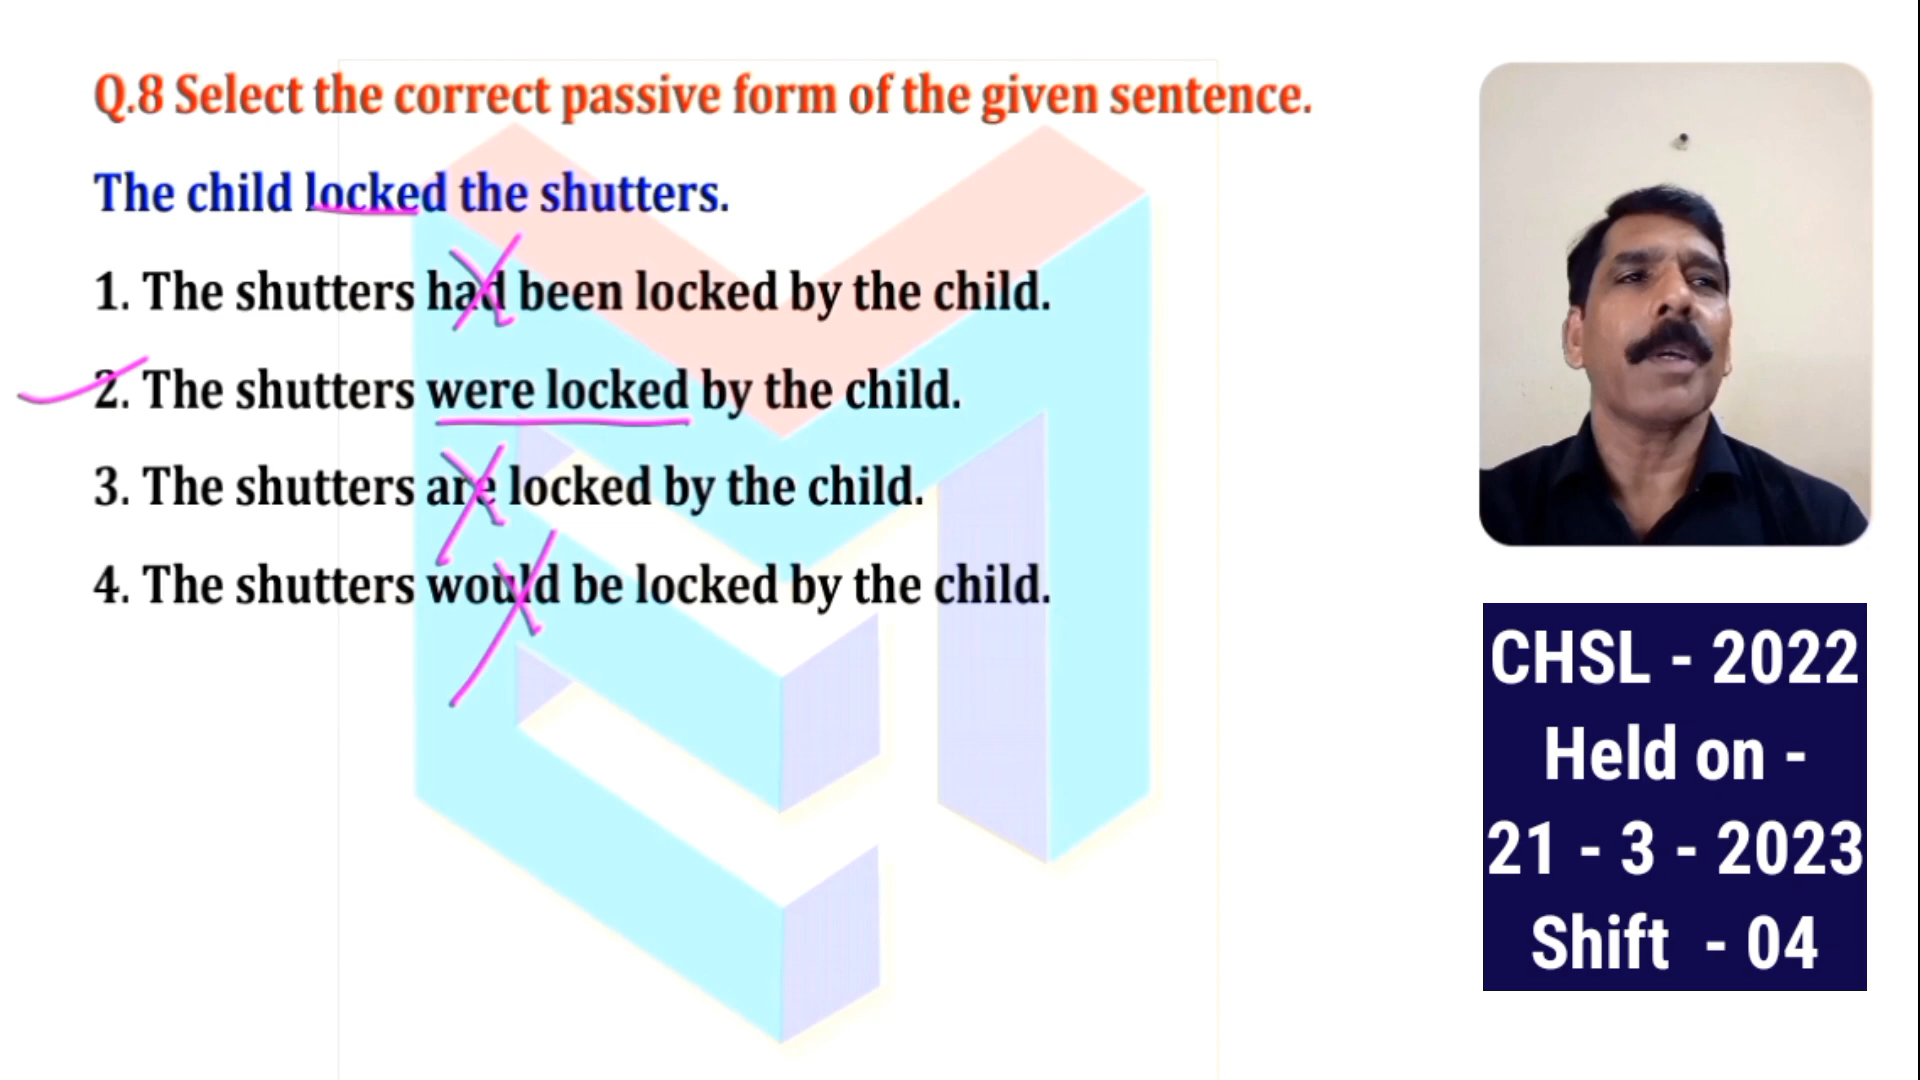 Q.8 Select the correct passive form of the given sentence.
The child locked the shutters.
1. The shutters had been locked by the child.
2. The shutters were locked by the child.
3. The shutters are locked by the child.
4. The shutters would be locked by the child.
CHSL - 2022
Held on -
21 - 3 - 2023
Shift - 04